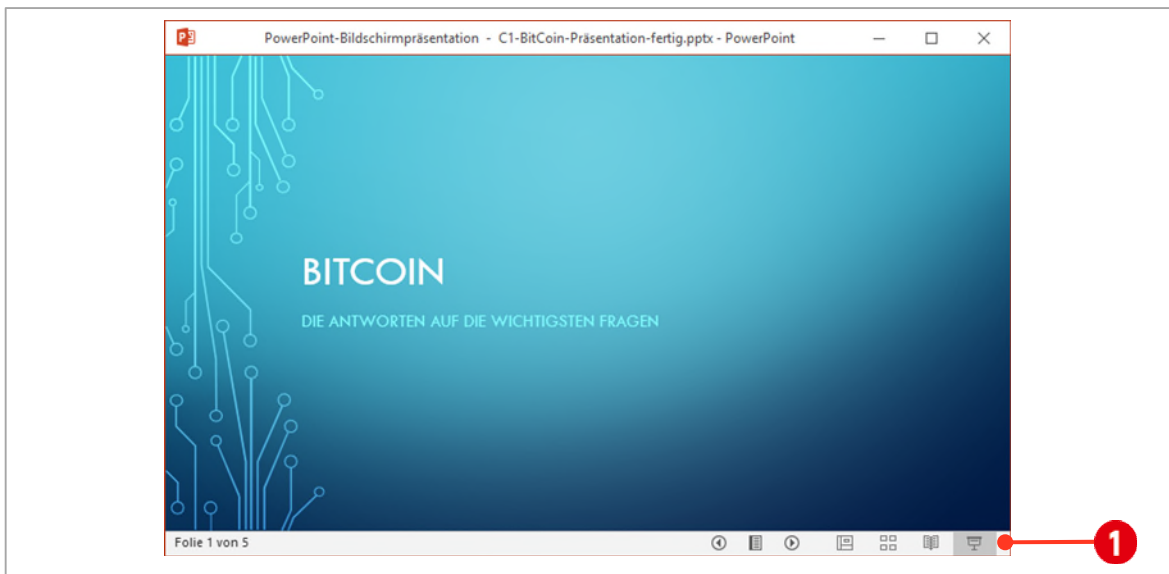 PowerPoint-Bildschirmpräsentation - C1-BitCoin-Präsentation-fertig.pptx - PowerPoint
BITCOIN
DIE ANTWORTEN AUF DIE WICHTIGSTEN FRAGEN
Folie 1 von 5
1